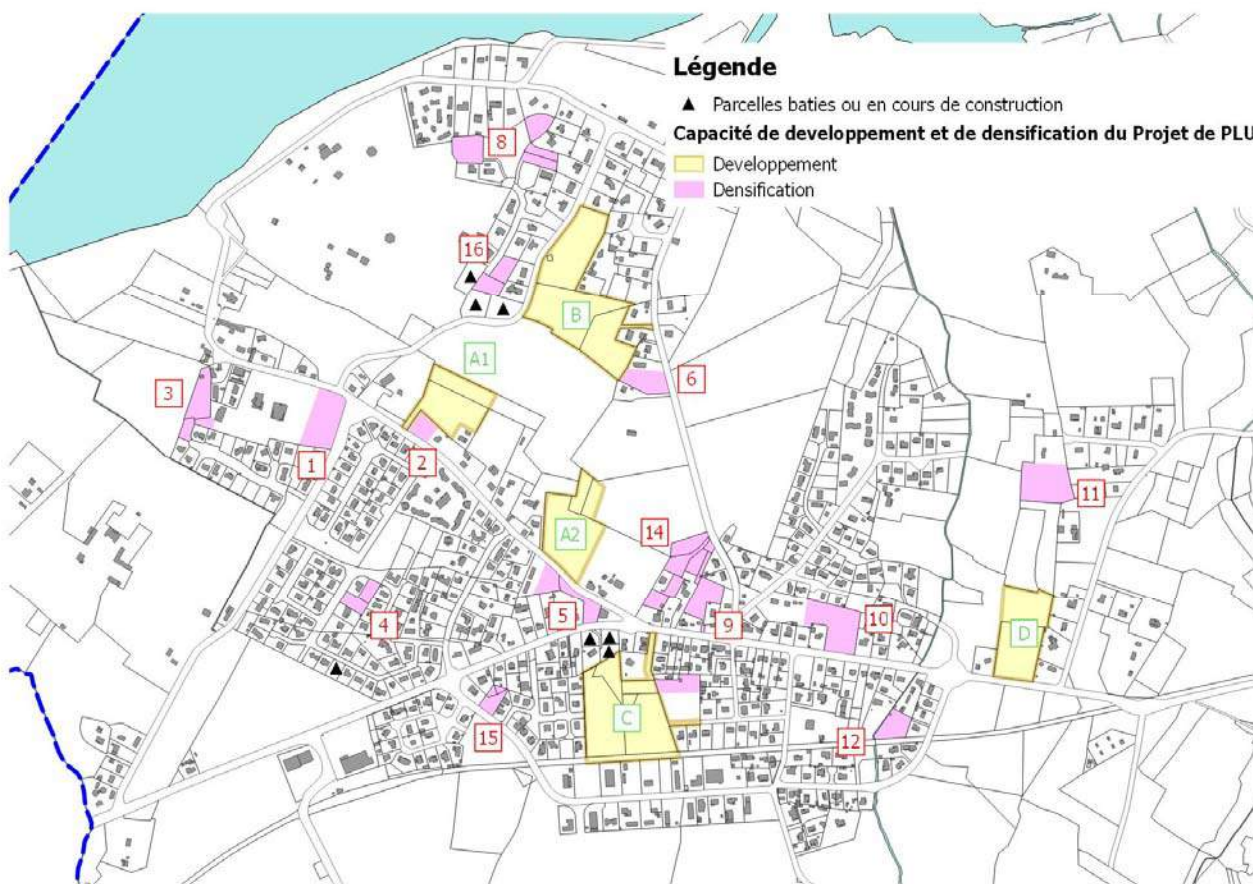 Légende
Parcelles baties ou en cours de construction
Capacité de developpement et de densification du Projet de PLU
Developpement
Densification
8
16
B
A1
3
6
1
2
11
A2
14
5
4
9
10
D
C
15
12